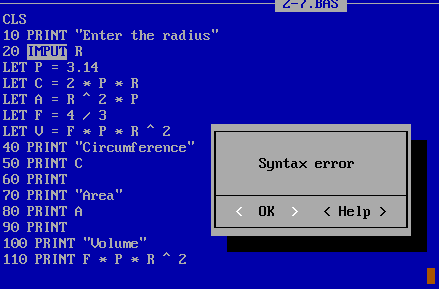 2-7.BAS
CLS
10 PRINT "Enter the radius"
20 IMPUT R
LET P = 3.14
LET C = 2 * P * R
LET A = R ^ 2 * P
LET F = 4 / 3
LET V = F * P * R ^ 2
40 PRINT "Circumference"
50 PRINT C
60 PRINT
70 PRINT "Area"
80 PRINT A
90 PRINT
100 PRINT "Volume"
110 PRINT F * P * R ^ 2
Syntax error
< OK > < Help >